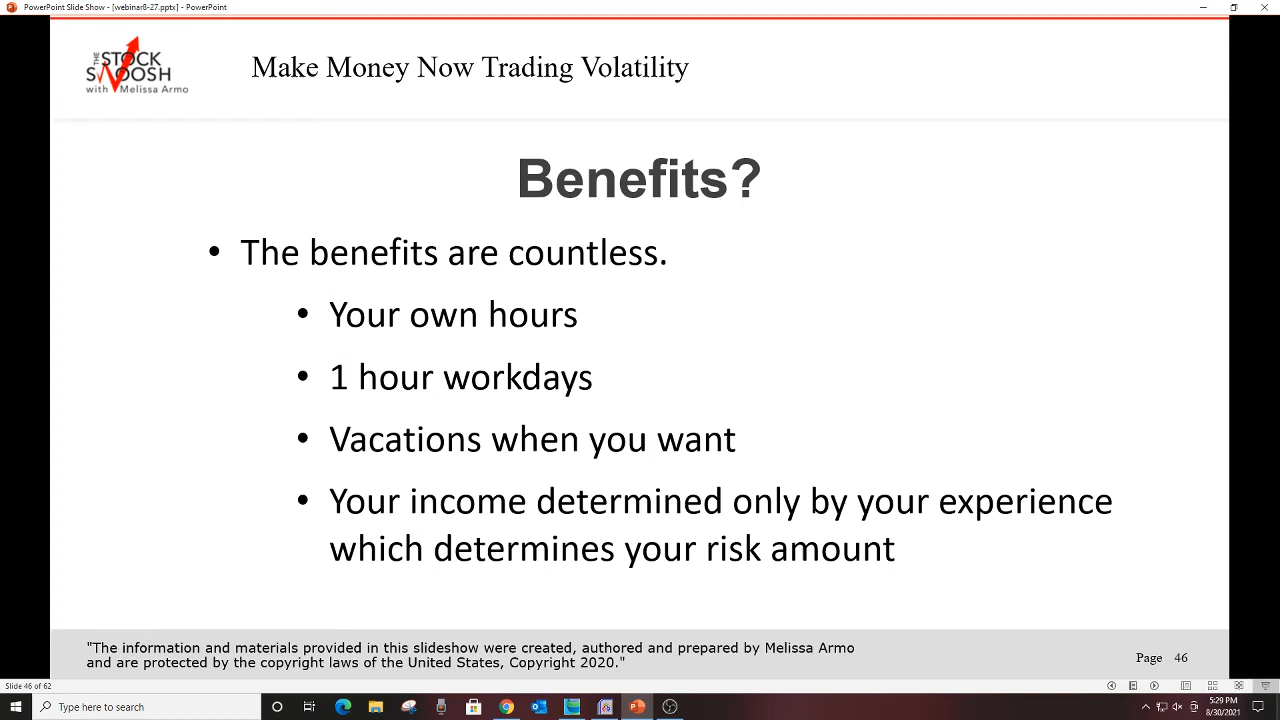 PowerPoint Slide Show - [webinar8-27.pptx] - PowerPoint
THE
STOCK
SWOOSH
with Melissa Armo
Make Money Now Trading Volatility
Benefits?
• The benefits are countless.
• Your own hours
• 1 hour workdays
• Vacations when you want
• Your income determined only by your experience
which determines your risk amount
"The information and materials provided in this slideshow were created, authored and prepared by Melissa Armo
and are protected by the copyright laws of the United States, Copyright 2020."
Page 46
Slide 46 of 62
Type here to search
5:29 PM
8/30/2021